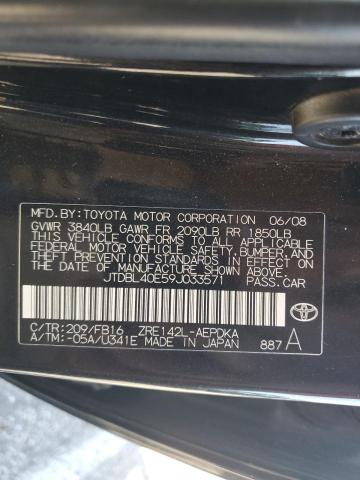 MFD.BY:TOYOTA MOTOR CORPORATION 06/08
GVWR 3840LB GAWR FR 2090LB RR 1850LB
THIS VEHICLE CONFORMS TO ALL APPLICABLE
FEDERAL MOTOR VEHICLE SAFETY,BUMPER,AND
THEFT PREVENTION STANDARDS IN EFFECT ON
THE DATE OF MANUFACTURE SHOWN ABOVE.
JTDBL40E59J033571 PASS.CAR
C/TR:209/FB16 ZRE142L-AEPDKA
A/TM:-05A/U341E MADE IN JAPAN 887A